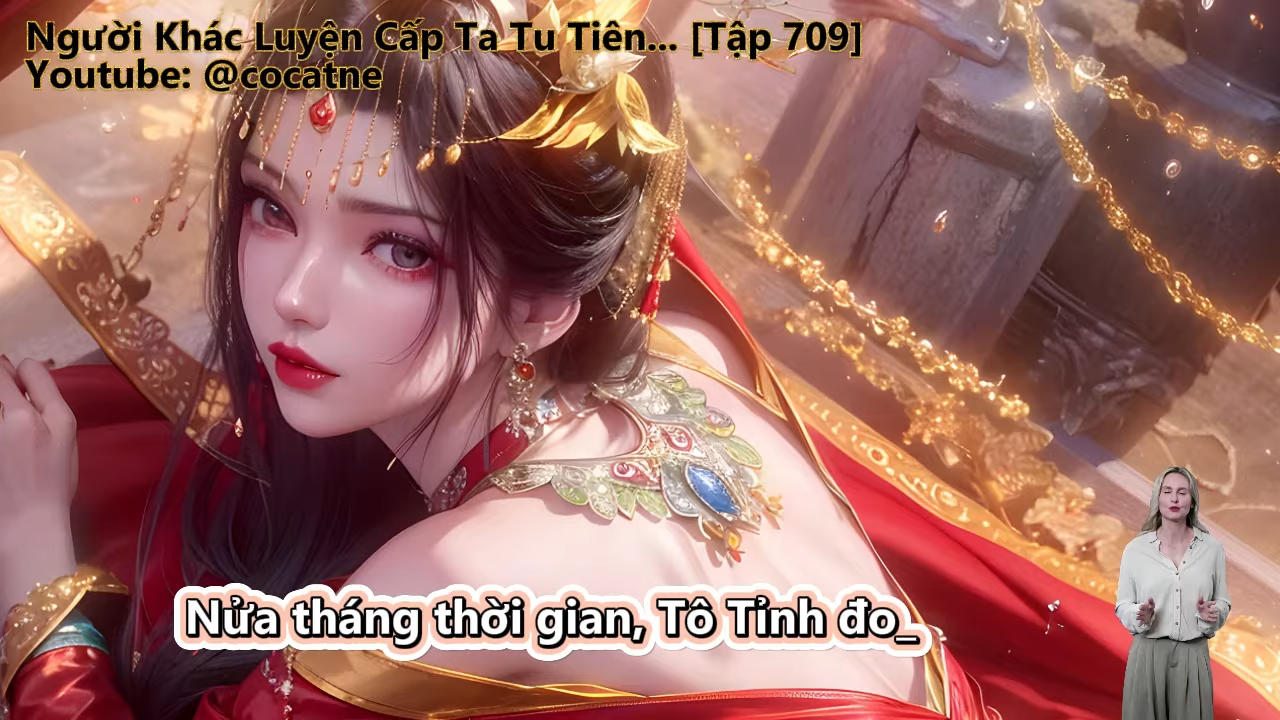 Người Khác Luyện Cấp Ta Tu Tiên... [Tập 709]
Youtube: @cocatne
Nửa tháng thời gian, Tô Tỉnh đo_